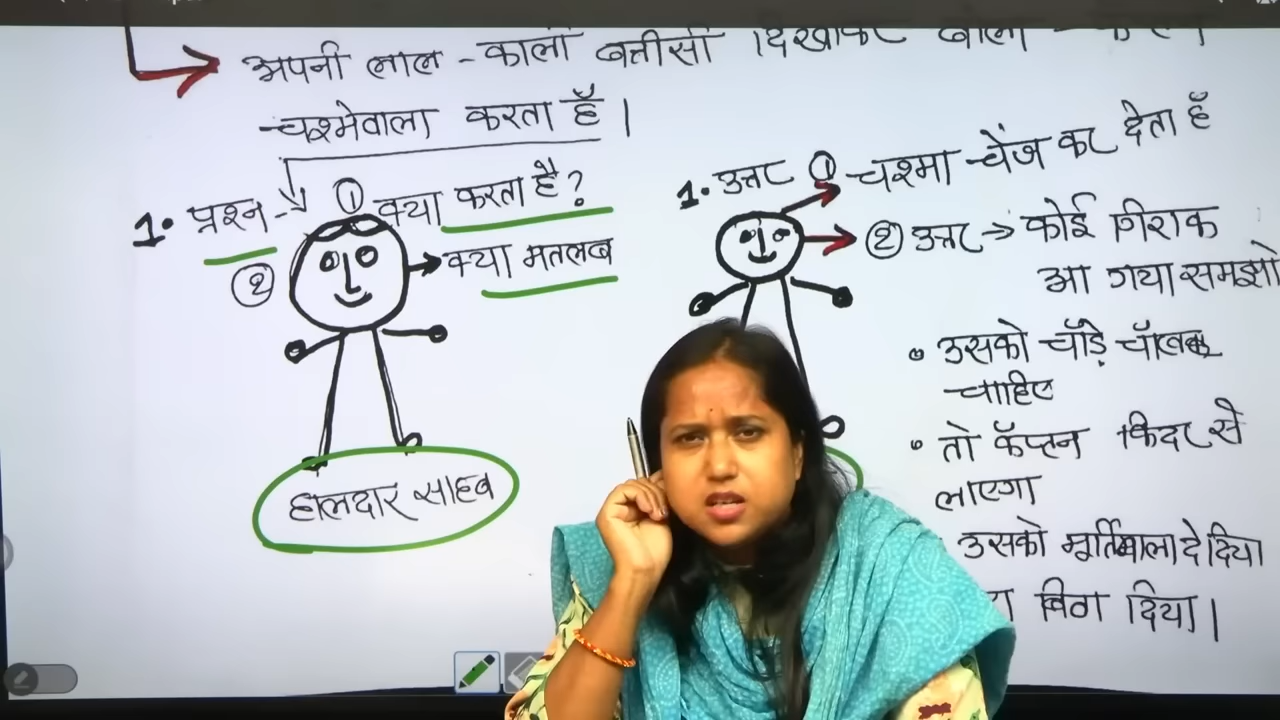 अपनी लाल-काली बत्तीसी दिखाकर बोला -
-चश्मेवाला करता है।
1. प्रश्न - ① क्या करता है?
② क्या मतलब
हालदार साहब
1. उत्तर ① चश्मा चेंज कर देता है
② उत्तर → कोई गिराक
आ गया समझो
• उसको चौड़े चौखट
चाहिए
• तो कॅप्टन किदर से
लाएगा
उसको मूर्तिवाला दे दिया
बिठा दिया।